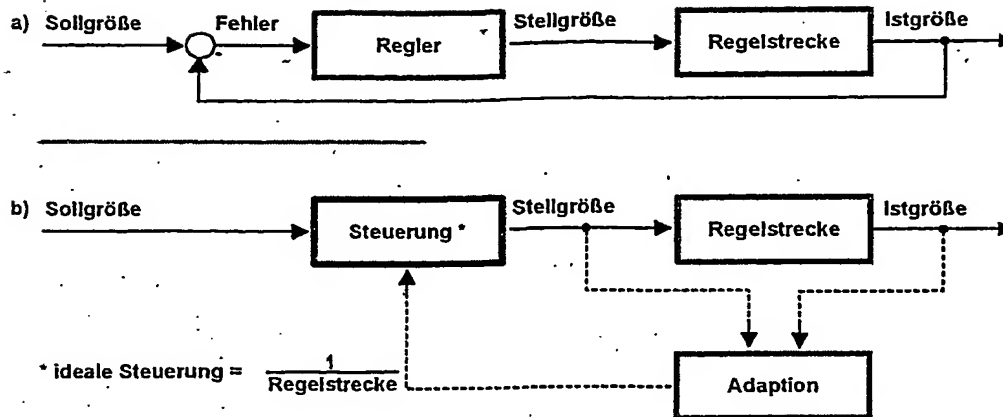 a) Sollgröße
Fehler
Regler
Stellgröße
Regelstrecke
Istgröße
b) Sollgröße
Steuerung *
Stellgröße
Regelstrecke
Istgröße
* ideale Steuerung = 1
Regelstrecke
Adaption